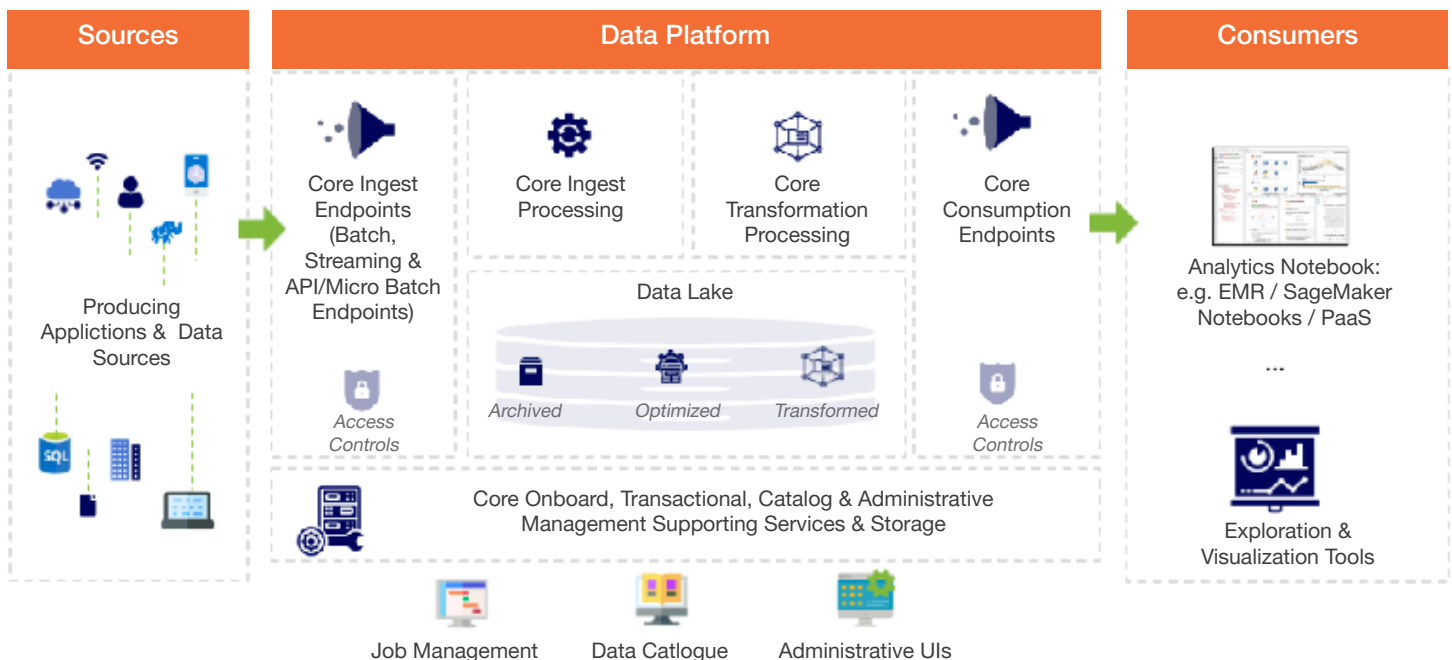 Sources
Data Platform
Consumers
Producing
Applictions & Data
Sources
SQL
Core Ingest
Endpoints
(Batch,
Streaming &
API/Micro Batch
Endpoints)
Access
Controls
Core Ingest
Processing
Core
Transformation
Processing
Data Lake
Archived
Optimized
Transformed
Core
Consumption
Endpoints
Access
Controls
Core Onboard, Transactional, Catalog & Administrative
Management Supporting Services & Storage
Analytics Notebook:
e.g. EMR / SageMaker
Notebooks / PaaS
...
Exploration &
Visualization Tools
Job Management
Data Catlogue
Administrative UIs